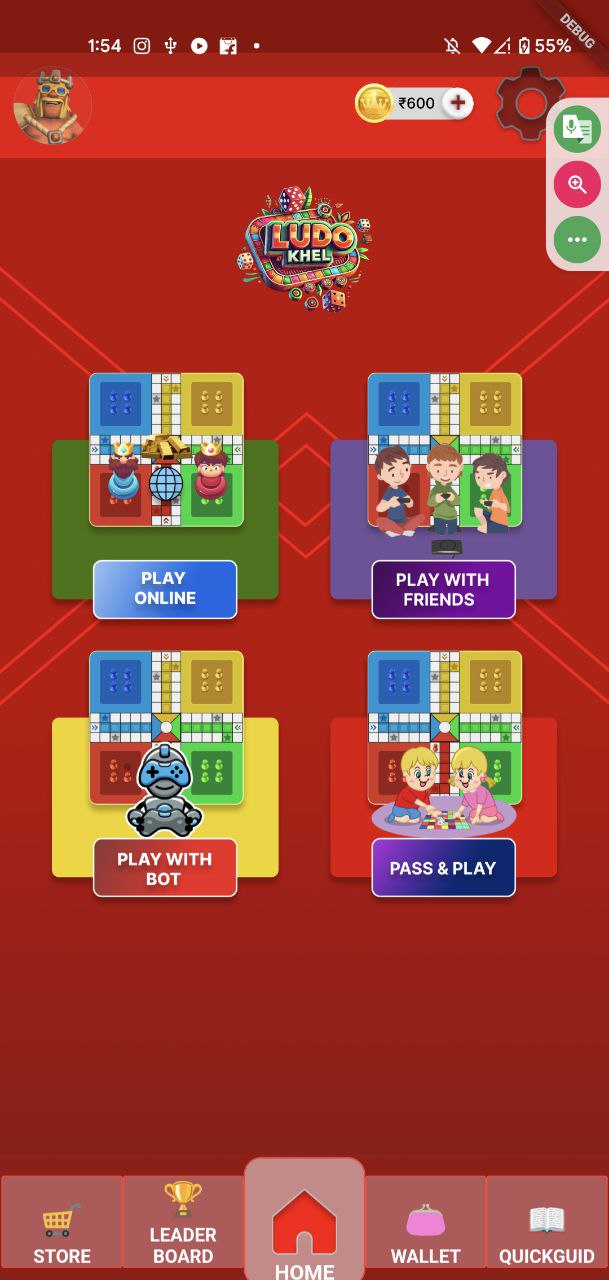 1:54
55%
DEBUG
₹600
LUDO
KHEL
PLAY
ONLINE
PLAY WITH
FRIENDS
PLAY WITH
BOT
PASS & PLAY
STORE
LEADER
BOARD
HOME
WALLET
QUICKGUID